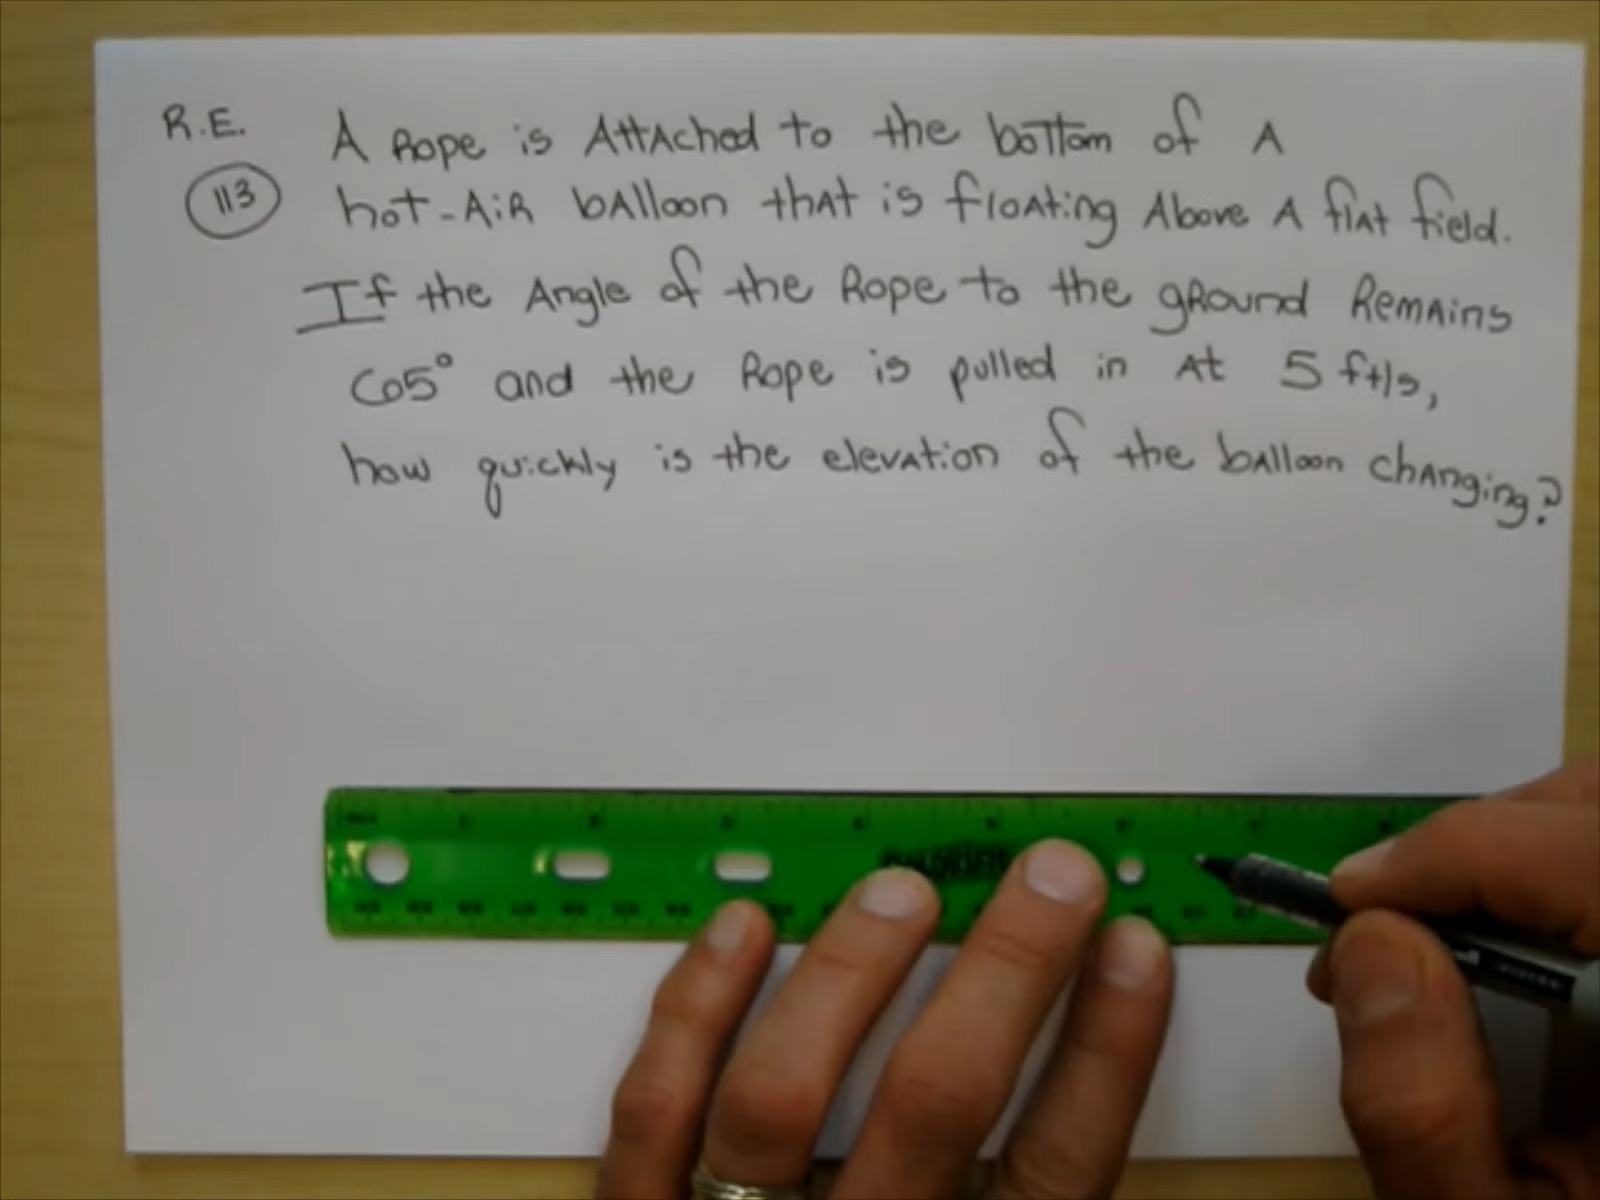 R.E.
113
A Rope is Attached to the bottom of A
hot-Air balloon that is floating Above A flat field.
If the Angle of the Rope to the ground Remains
65° and the Rope is pulled in at 5 ft/s,
how quickly is the elevation of the balloon changing?